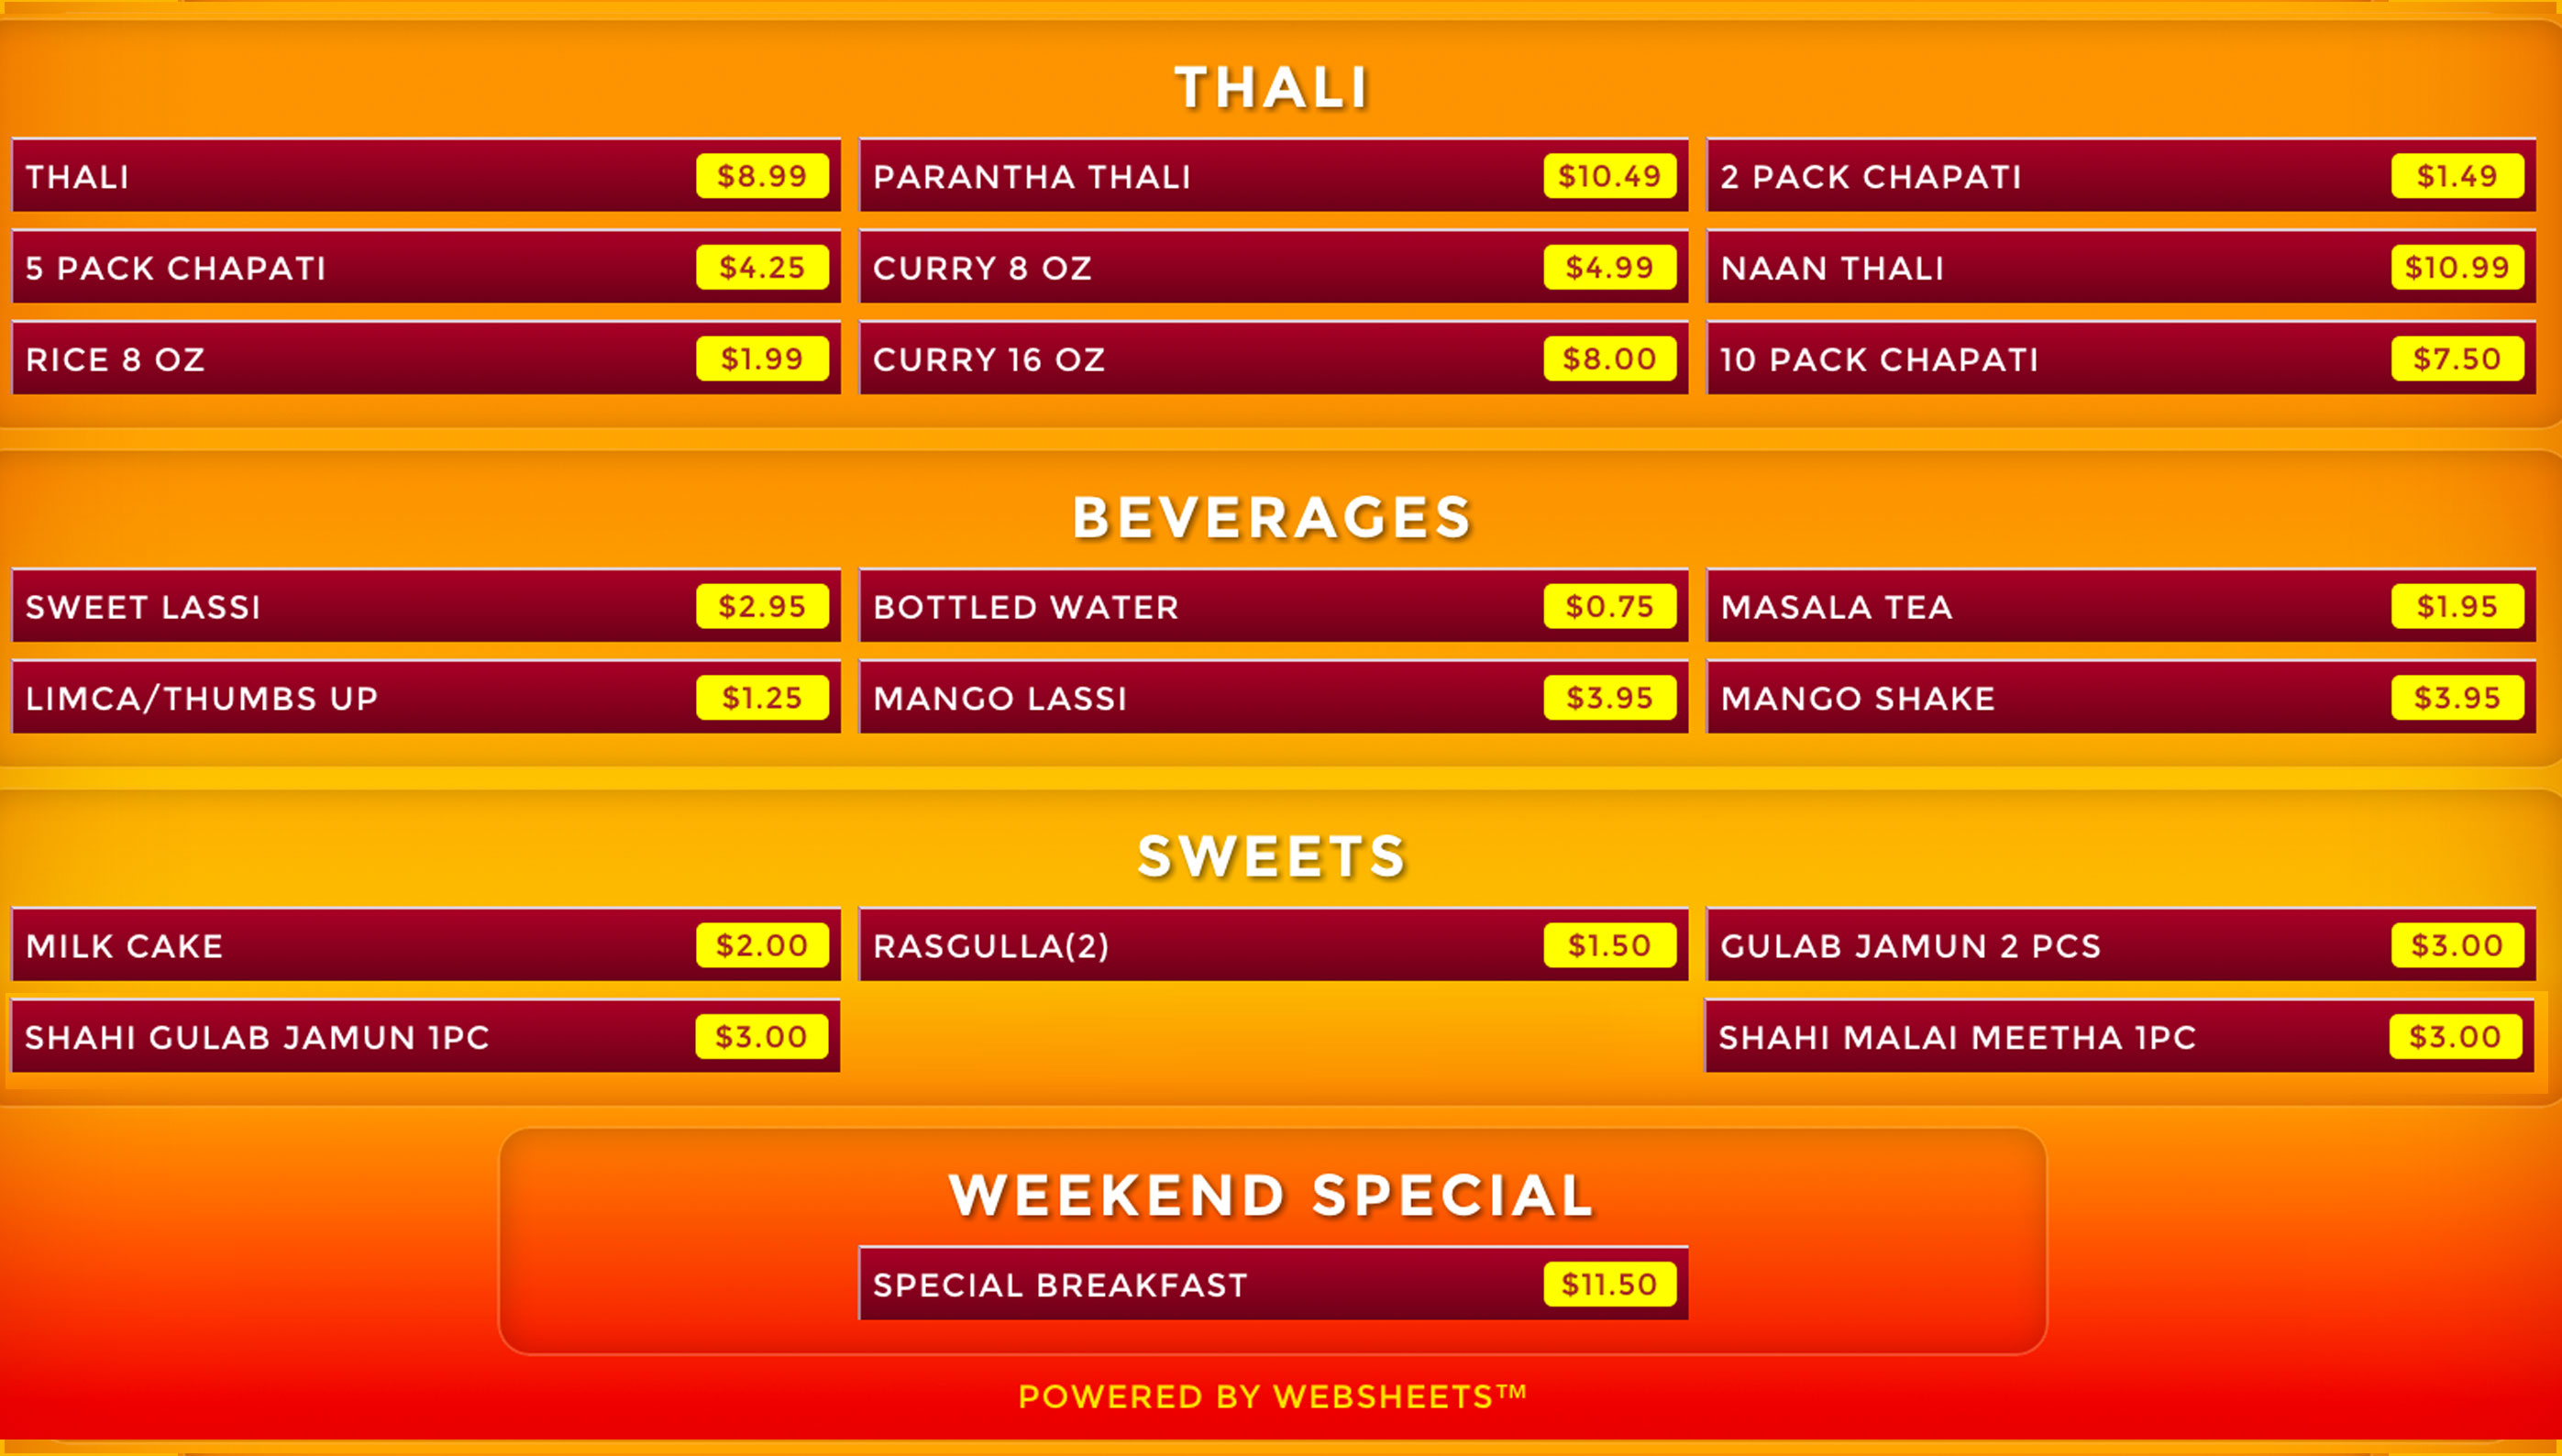 THALI
THALI $8.99 PARANTHA THALI $10.49 2 PACK CHAPATI $1.49
5 PACK CHAPATI $4.25 CURRY 8 OZ $4.99 NAAN THALI $10.99
RICE 8 OZ $1.99 CURRY 16 OZ $8.00 10 PACK CHAPATI $7.50
BEVERAGES
SWEET LASSI $2.95 BOTTLED WATER $0.75 MASALA TEA $1.95
LIMCA/THUMBS UP $1.25 MANGO LASSI $3.95 MANGO SHAKE $3.95
SWEETS
MILK CAKE $2.00 RASGULLA(2) $1.50 GULAB JAMUN 2 PCS $3.00
SHAHI GULAB JAMUN 1PC $3.00 SHAHI MALAI MEETHA 1PC $3.00
WEEKEND SPECIAL
SPECIAL BREAKFAST $11.50
POWERED BY WEBSHEETS™